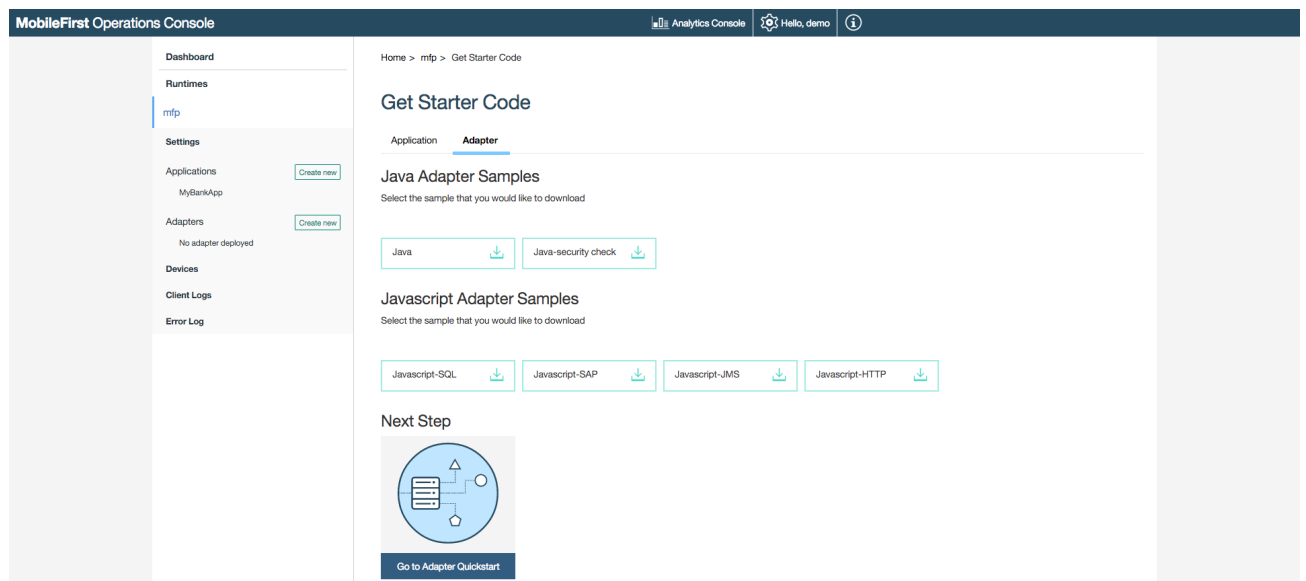 MobileFirst Operations Console
Analytics Console
Hello, demo
Dashboard
Runtimes
mfp
Settings
Applications
Create new
MyBankApp
Adapters
Create new
No adapter deployed
Devices
Client Logs
Error Log
Home > mfp > Get Starter Code
Get Starter Code
Application
Adapter
Java Adapter Samples
Select the sample that you would like to download
Java
Java-security check
Javascript Adapter Samples
Select the sample that you would like to download
Javascript-SQL
Javascript-SAP
Javascript-JMS
Javascript-HTTP
Next Step
Go to Adapter Quickstart